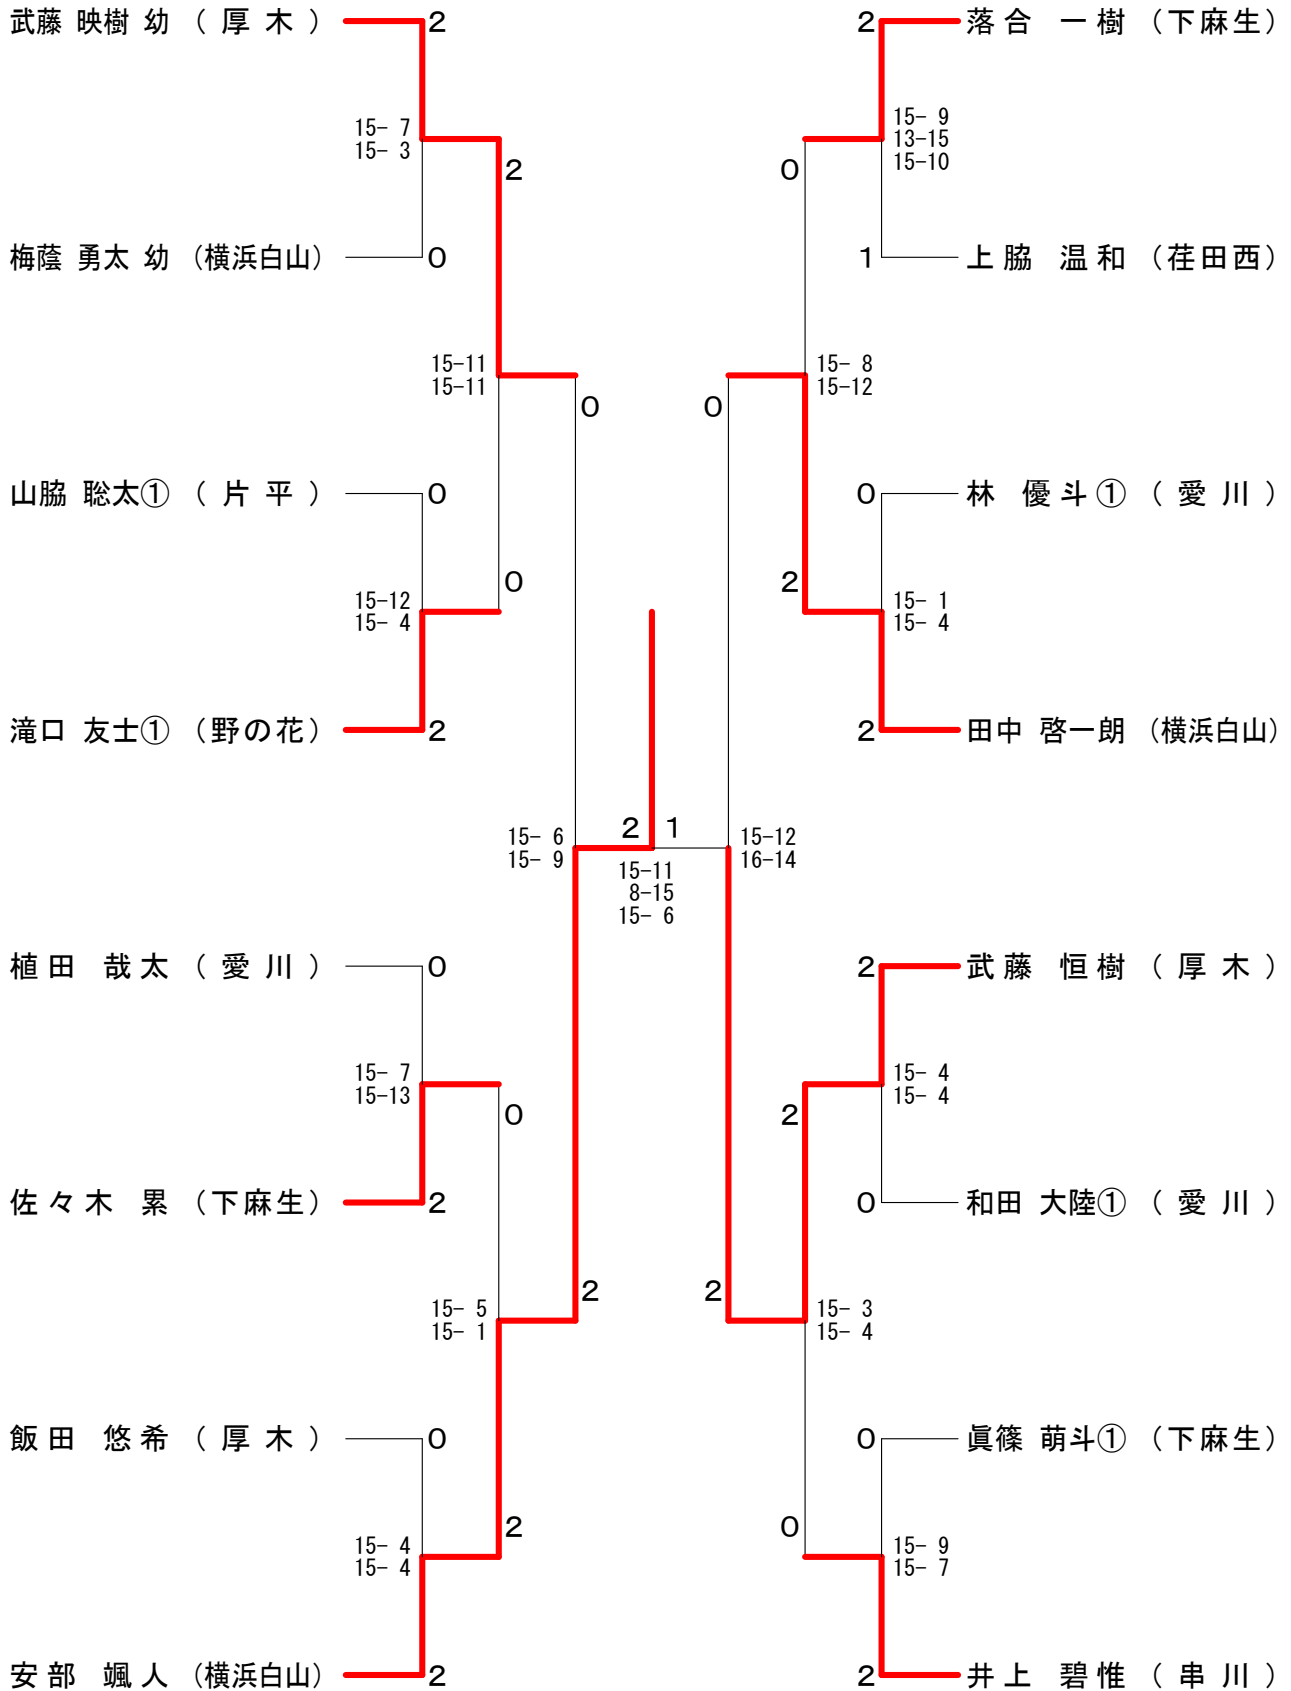 武藤 映樹 幼 （ 厚 木 ） 2
2 落合 一樹 （下麻生）
15- 7
15- 3
15- 9
13-15
15-10
2
0
梅蔭 勇太 幼 （横浜白山） 0
1 上脇 温和 （荏田西）
15-11
15-11
15- 8
15-12
0
0
山脇 聡太① （ 片 平 ） 0
0 林 優斗① （ 愛 川 ）
0
2
15-12
15- 4
15- 1
15- 4
滝口 友士① （野の花） 2
2 田中 啓一朗 （横浜白山）
15- 6
15- 9
2 1
15-12
16-14
15-11
8-15
15- 6
植田 哉太 （ 愛 川 ） 0
2 武藤 恒樹 （ 厚 木 ）
15- 7
15-13
15- 4
15- 4
0
2
佐々木 累 （下麻生） 2
0 和田 大陸① （ 愛 川 ）
2
2
15- 5
15- 1
15- 3
15- 4
飯田 悠希 （ 厚 木 ） 0
0 眞篠 萌斗① （下麻生）
2
0
15- 4
15- 4
15- 9
15- 7
安部 颯人 （横浜白山） 2
2 井上 碧惟 （ 串 川 ）